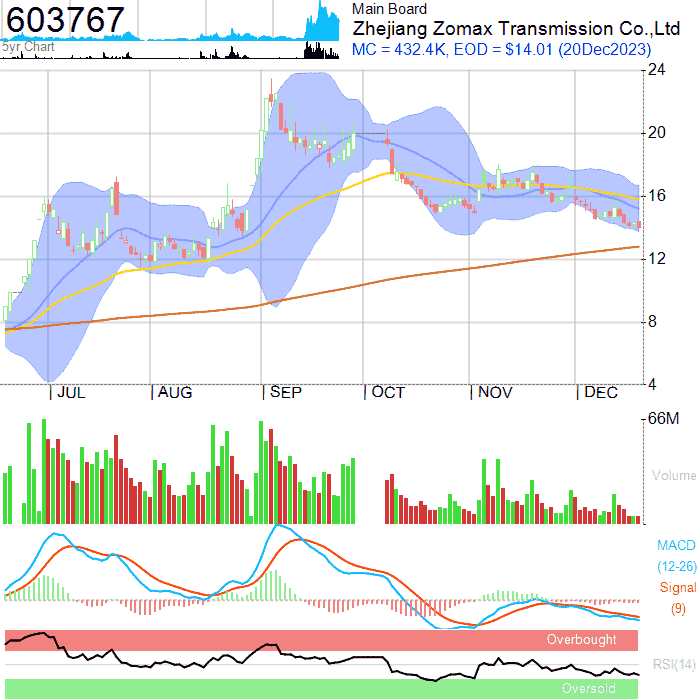 603767
5yr Chart
Main Board
Zhejiang Zomax Transmission Co.,Ltd
MC = 432.4K, EOD = $14.01 (20Dec2023)
24
20
16
12
8
4
JUL AUG SEP OCT NOV DEC
66M
Volume
MACD
(12-26)
Signal
(9)
Overbought
RSI(14)
Oversold